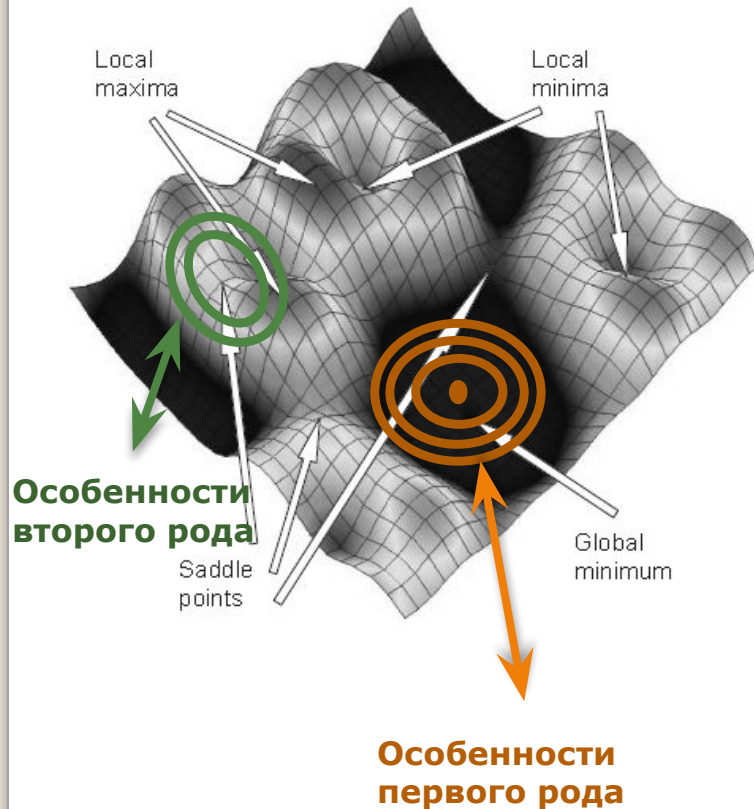 Local
maxima
Local
minima
Особенности
второго рода
Saddle
points
Global
minimum
Особенности
первого рода